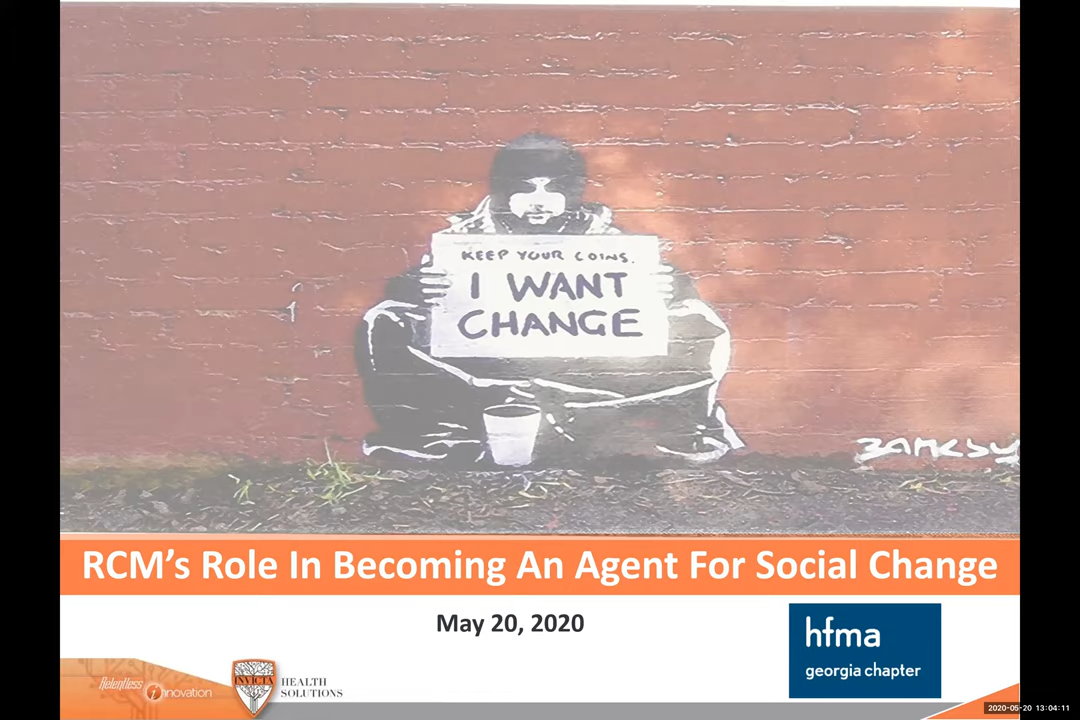 KEEP YOUR COINS.
I WANT
CHANGE
BANKSY
RCM’s Role In Becoming An Agent For Social Change
May 20, 2020
hfma
georgia chapter
Relentless innovation
INVICTA
HEALTH
SOLUTIONS
2020-05-20 13:04:11